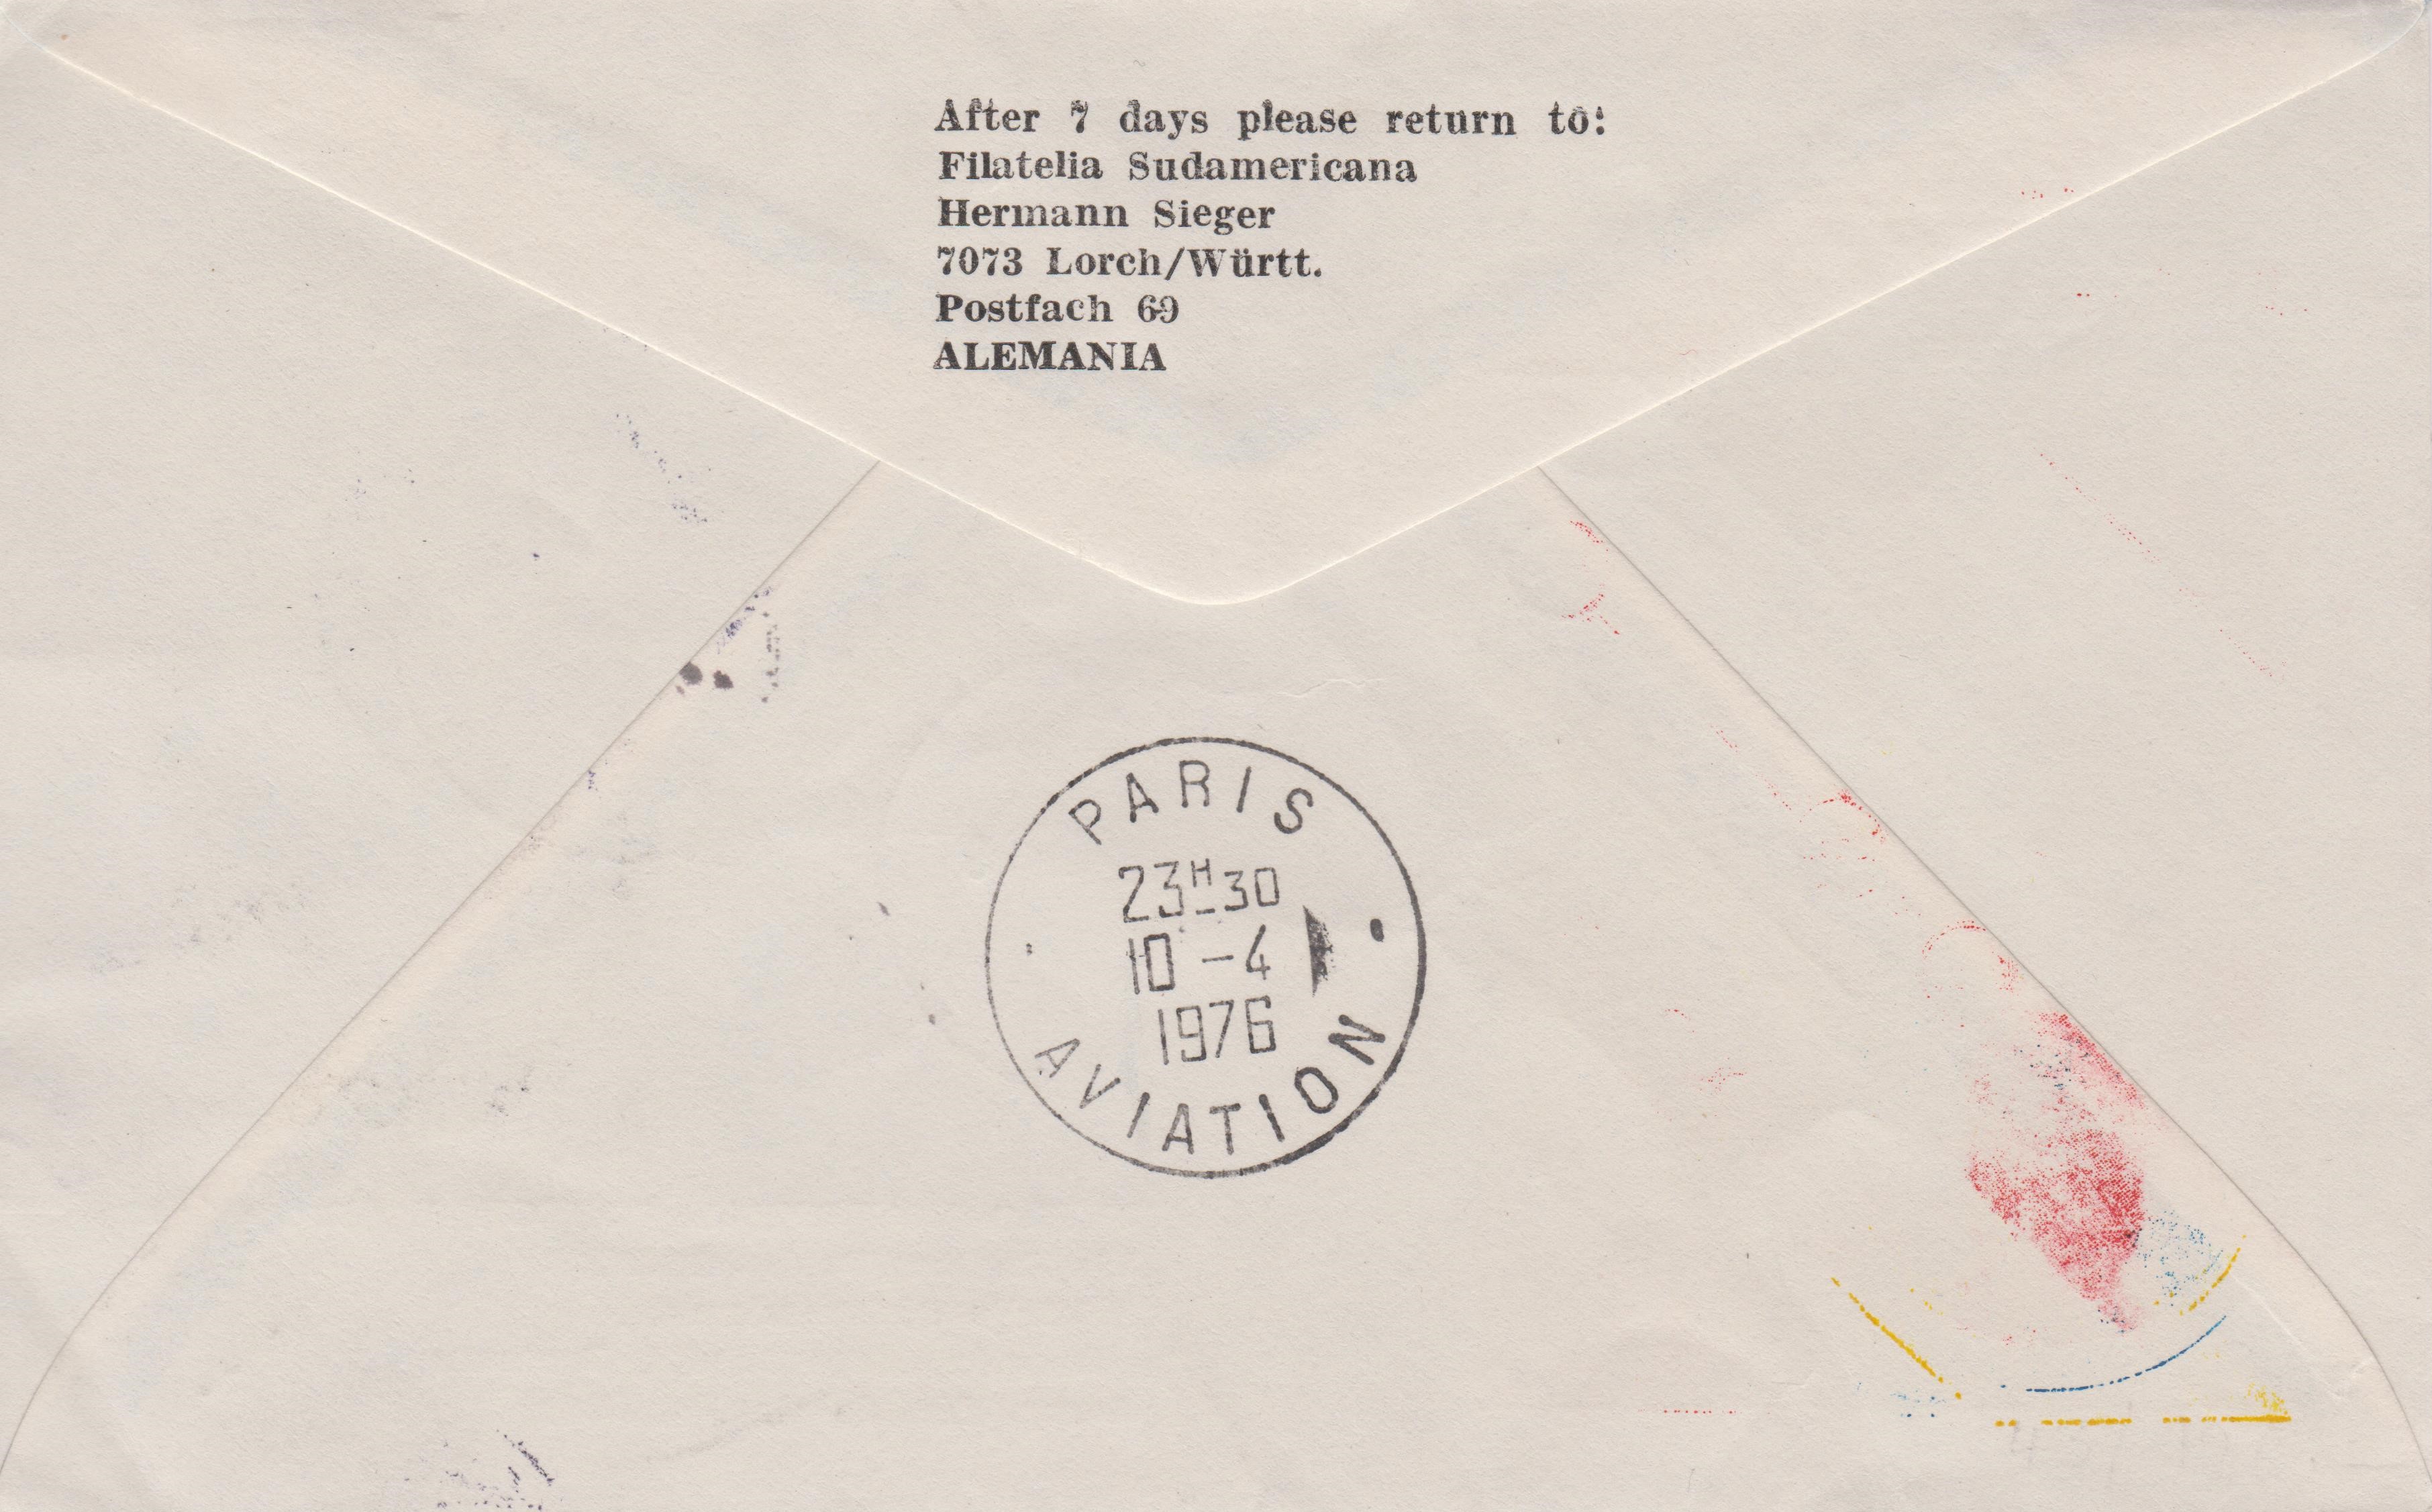 After 7 days please return to:
Filatelia Sudamericana
Hermann Sieger
7073 Lorch/Württ.
Postfach 69
ALEMANIA
PARIS
23H30
10 -4
1976
AVIATION